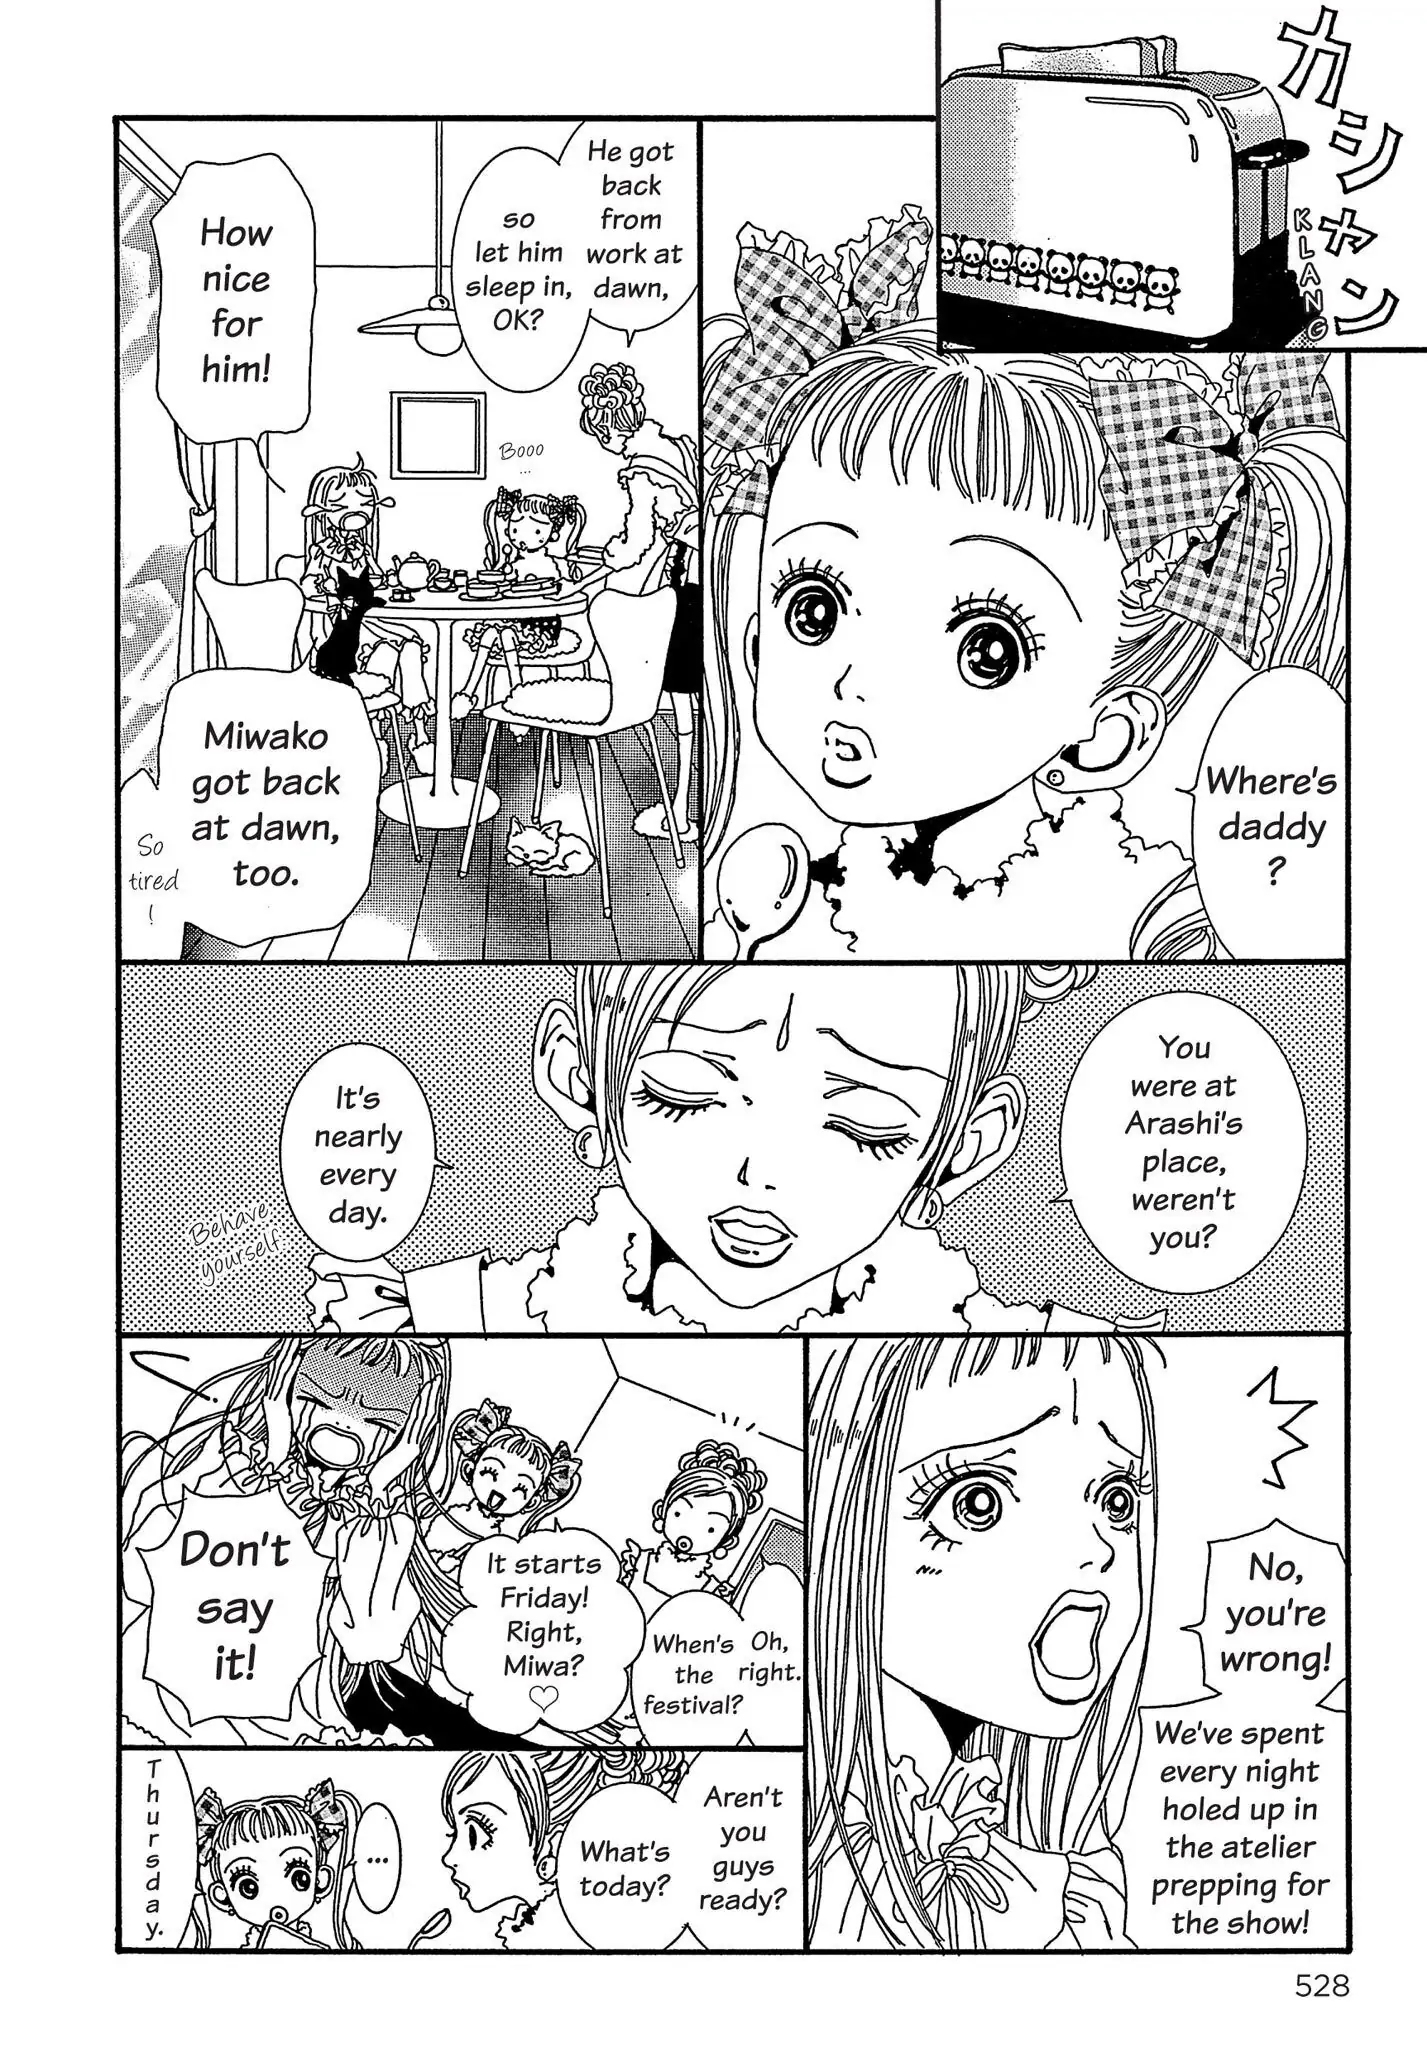 カシャン
KLANG
Where's
daddy
?
He got
back
from
work at
dawn,
so
let him
sleep in,
OK?
Booo
...
How
nice
for
him!
Miwako
got back
at dawn,
too.
So
tired
!
You
were at
Arashi's
place,
weren't
you?
It's
nearly
every
day.
Behave
yourself
No,
you're
wrong!
We've spent
every night
holed up in
the atelier
prepping for
the show!
Oh,
right.
When's
the
festival?
It starts
Friday!
Right,
Miwa?
♡
Don't
say
it!
Aren't
you
guys
ready?
What's
today?
...
Thursday.
528